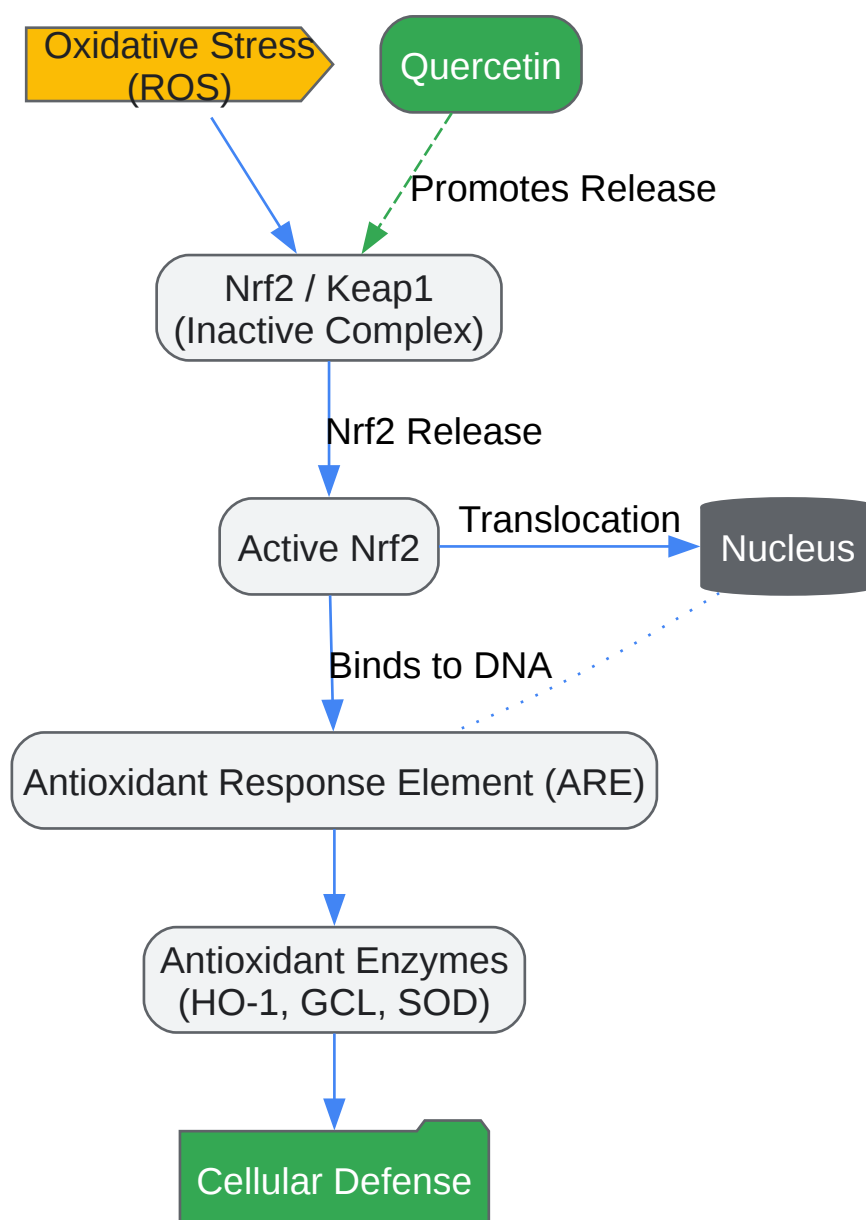 Oxidative Stress
(ROS)
Quercetin
Promotes Release
Nrf2 / Keap1
(Inactive Complex)
Nrf2 Release
Active Nrf2
Translocation
Nucleus
Binds to DNA
Antioxidant Response Element (ARE)
Antioxidant Enzymes
(HO-1, GCL, SOD)
Cellular Defense